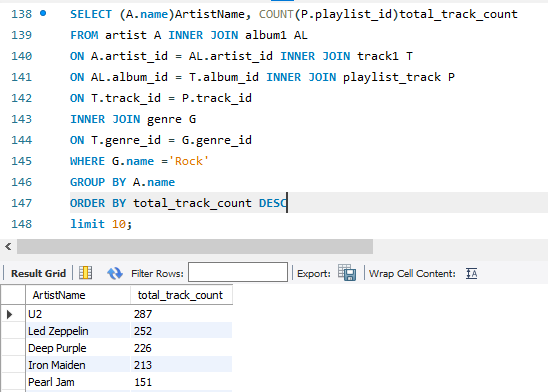 138 SELECT (A.name)ArtistName, COUNT(P.playlist_id)total_track_count
139 FROM artist A INNER JOIN album1 AL
140 ON A.artist_id = AL.artist_id INNER JOIN track1 T
141 ON AL.album_id = T.album_id INNER JOIN playlist_track P
142 ON T.track_id = P.track_id
143 INNER JOIN genre G
144 ON T.genre_id = G.genre_id
145 WHERE G.name ='Rock'
146 GROUP BY A.name
147 ORDER BY total_track_count DESC
148 limit 10;
Result Grid Filter Rows: Export: Wrap Cell Content:
ArtistName total_track_count
U2 287
Led Zeppelin 252
Deep Purple 226
Iron Maiden 213
Pearl Jam 151